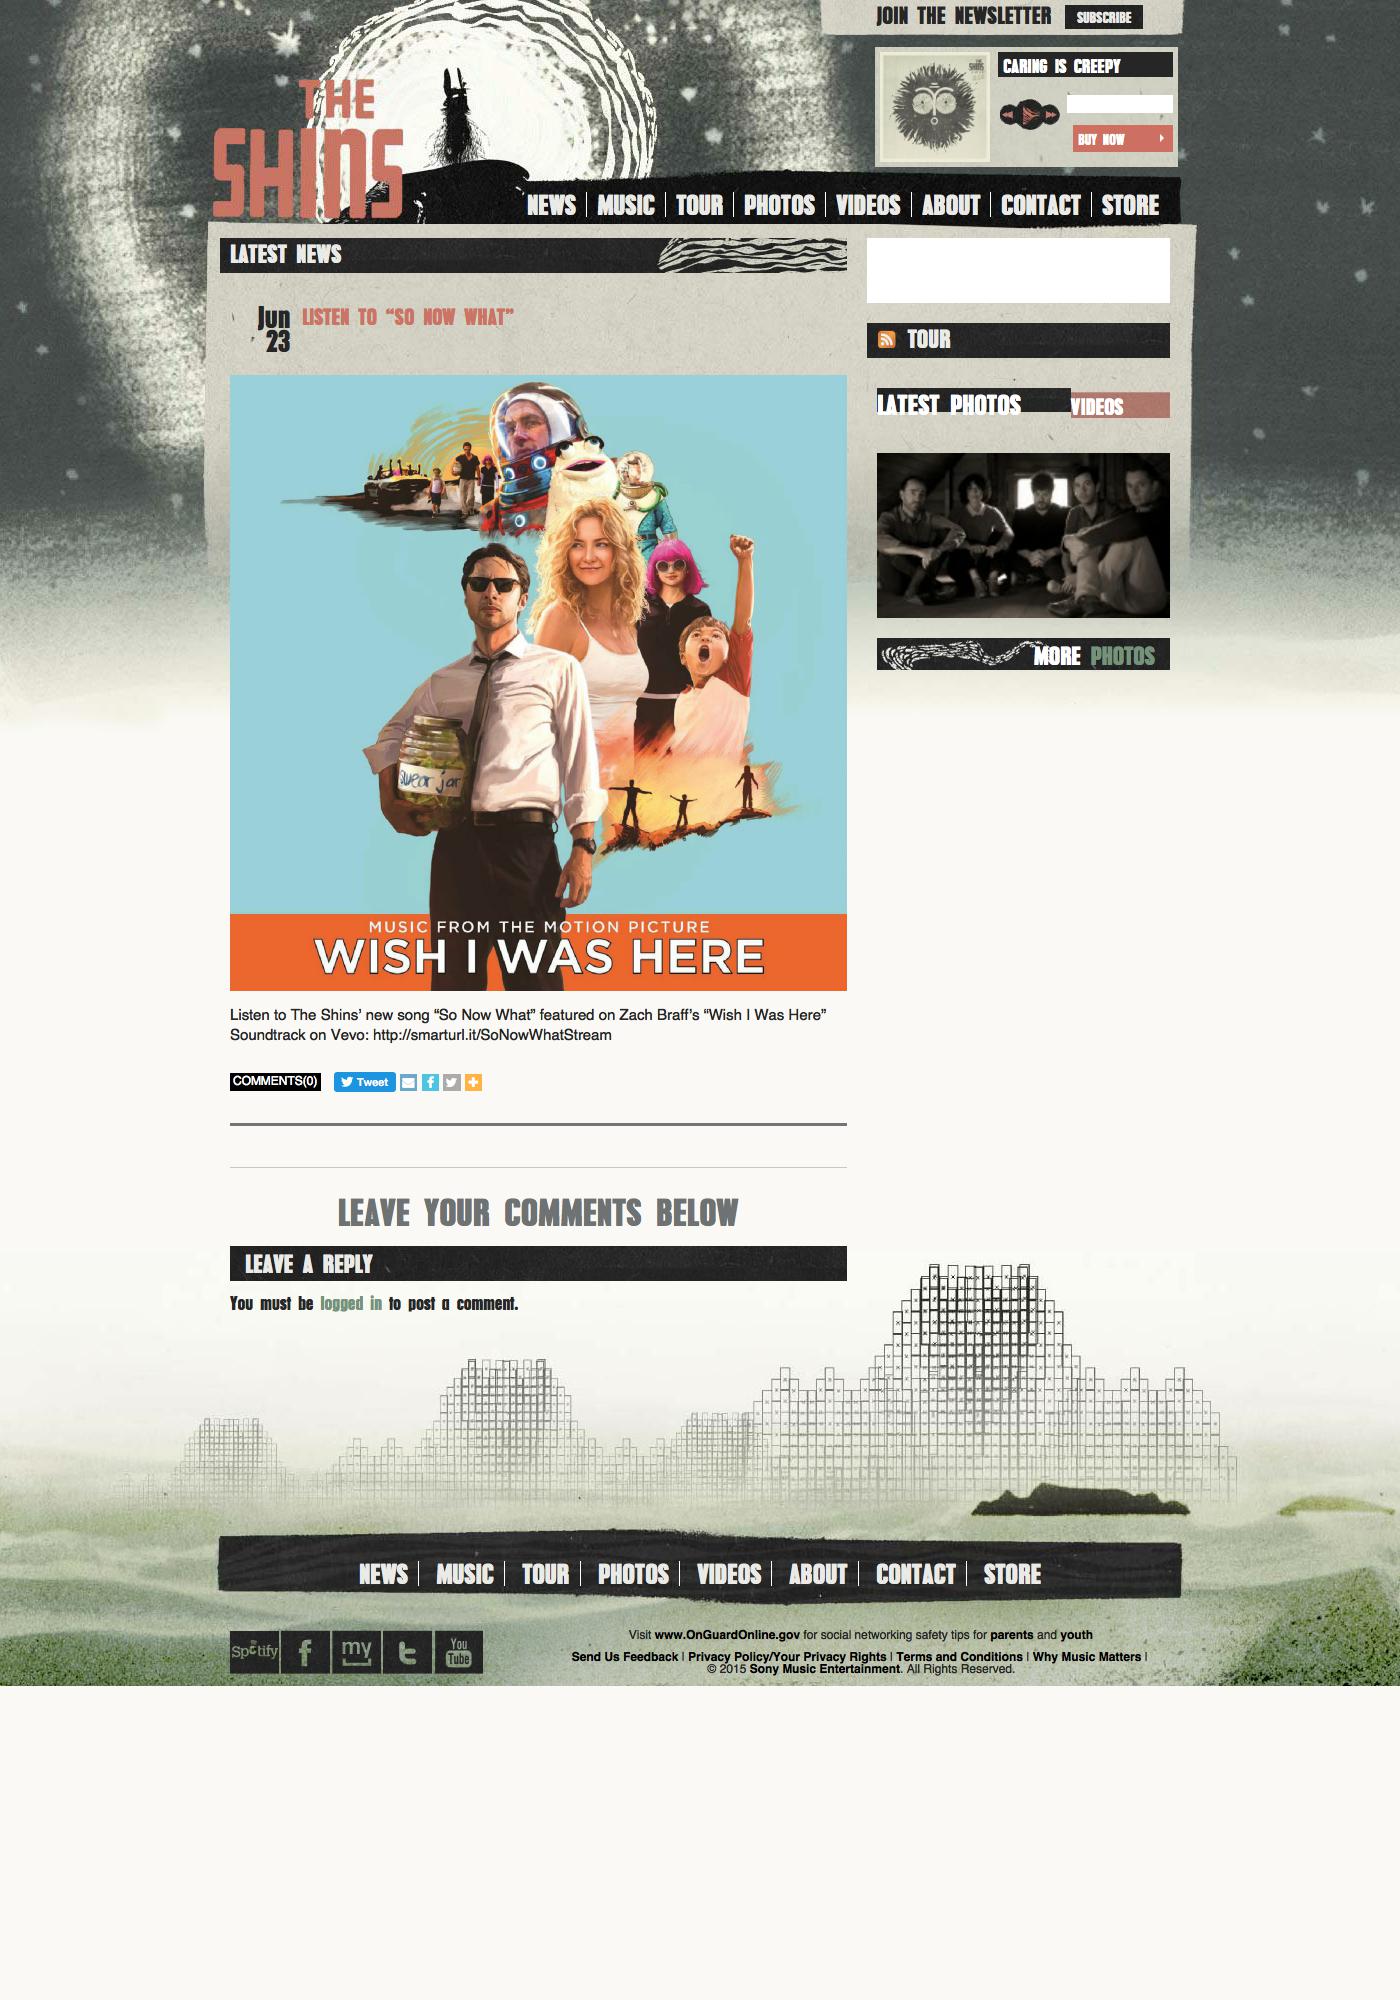 JOIN THE NEWSLETTER SUBSCRIBE
CARING IS CREEPY
BUY NOW
THE
SHINS
THE
SHINS
NEWS MUSIC TOUR PHOTOS VIDEOS ABOUT CONTACT STORE
LATEST NEWS
Jun
23
LISTEN TO “SO NOW WHAT”
swear jar
MUSIC FROM THE MOTION PICTURE
WISH I WAS HERE
Listen to The Shins’ new song “So Now What” featured on Zach Braff’s “Wish I Was Here”
Soundtrack on Vevo: http://smarturl.it/SoNowWhatStream
COMMENTS(0) Tweet
TOUR
LATEST PHOTOS VIDEOS
MORE PHOTOS
LEAVE YOUR COMMENTS BELOW
LEAVE A REPLY
You must be logged in to post a comment.
NEWS MUSIC TOUR PHOTOS VIDEOS ABOUT CONTACT STORE
Spotify f my t You Tube
Visit www.OnGuardOnline.gov for social networking safety tips for parents and youth
Send Us Feedback | Privacy Policy/Your Privacy Rights | Terms and Conditions | Why Music Matters |
© 2015 Sony Music Entertainment. All Rights Reserved.